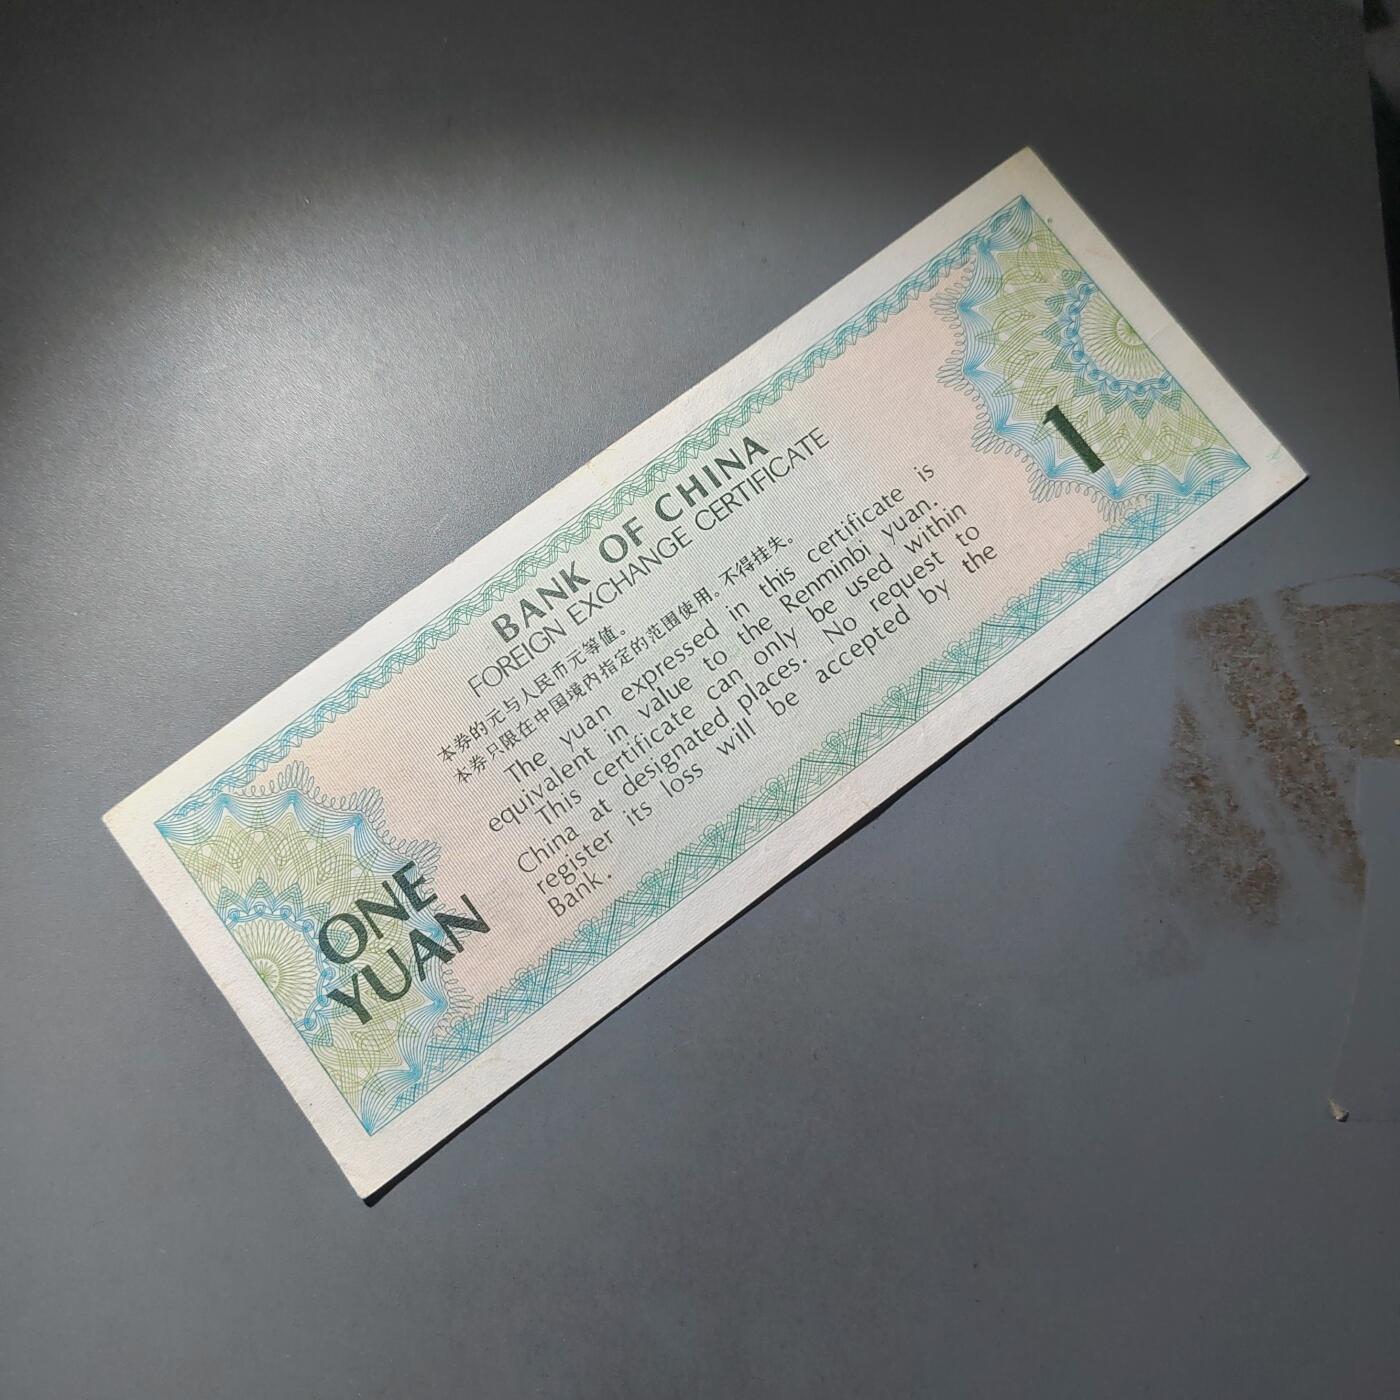 BANK OF CHINA
FOREIGN EXCHANGE CERTIFICATE
本券的元与人民币元等值。
本券只限在中国境内指定的范围使用。不得挂失。
The yuan expressed in this certificate is
equivalent in value to the Renminbi yuan.
This certificate can only be used within
China at designated places. No request to
register its loss will be accepted by the
Bank.
1
ONE
YUAN